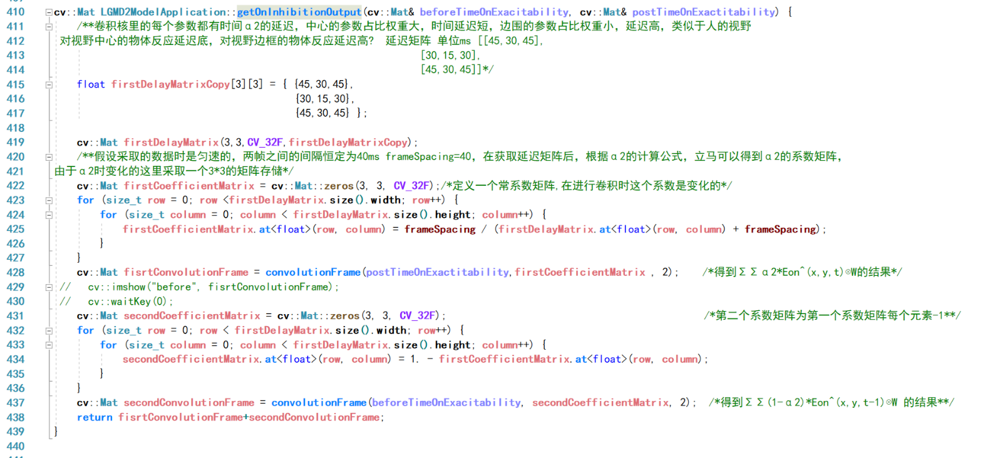 410 cv::Mat LGMD2ModelApplication::getOnInhibitionOutput(cv::Mat& beforeTimeOnExacitability, cv::Mat& postTimeOnExactitability) {
411 /**卷积核里的每个参数都有时间α2的延迟，中心的参数占比权重大，时间延迟短，边围的参数占比权重小，延迟高，类似于人的视野
412 对视野中心的物体反应延迟底，对视野边框的物体反应延迟高? 延迟矩阵 单位ms [[45,30,45],
413 [30,15,30],
414 [45,30,45]]*/
415 float firstDelayMatrixCopy[3][3] = { {45,30,45},
416 {30,15,30},
417 {45,30,45} };
418
419 cv::Mat firstDelayMatrix(3,3,CV_32F,firstDelayMatrixCopy);
420 /**假设采取的数据时是匀速的，两帧之间的间隔恒定为40ms frameSpacing=40，在获取延迟矩阵后，根据α2的计算公式，立马可以得到α2的系数矩阵，
421 由于α2时变化的这里采取一个3*3的矩阵存储*/
422 cv::Mat firstCoefficientMatrix = cv::Mat::zeros(3, 3, CV_32F);/*定义一个常系数矩阵,在进行卷积时这个系数是变化的*/
423 for (size_t row = 0; row <firstDelayMatrix.size().width; row++) {
424 for (size_t column = 0; column < firstDelayMatrix.size().height; column++) {
425 firstCoefficientMatrix.at<float>(row, column) = frameSpacing / (firstDelayMatrix.at<float>(row, column) + frameSpacing);
426 }
427 }
428 cv::Mat fisrtConvolutionFrame = convolutionFrame(postTimeOnExactitability,firstCoefficientMatrix , 2); /*得到ΣΣα2*Eon^(x,y,t)⊗W的结果*/
429 // cv::imshow("before", fisrtConvolutionFrame);
430 // cv::waitKey(0);
431 cv::Mat secondCoefficientMatrix = cv::Mat::zeros(3, 3, CV_32F); /*第二个系数矩阵为第一个系数矩阵每个元素-1**/
432 for (size_t row = 0; row < firstDelayMatrix.size().width; row++) {
433 for (size_t column = 0; column < firstDelayMatrix.size().height; column++) {
434 secondCoefficientMatrix.at<float>(row, column) = 1. - firstCoefficientMatrix.at<float>(row, column);
435 }
436 }
437 cv::Mat secondConvolutionFrame = convolutionFrame(beforeTimeOnExacitability, secondCoefficientMatrix, 2); /*得到ΣΣ(1-α2)*Eon^(x,y,t-1)⊗W 的结果**/
438 return fisrtConvolutionFrame+secondConvolutionFrame;
439 }
440